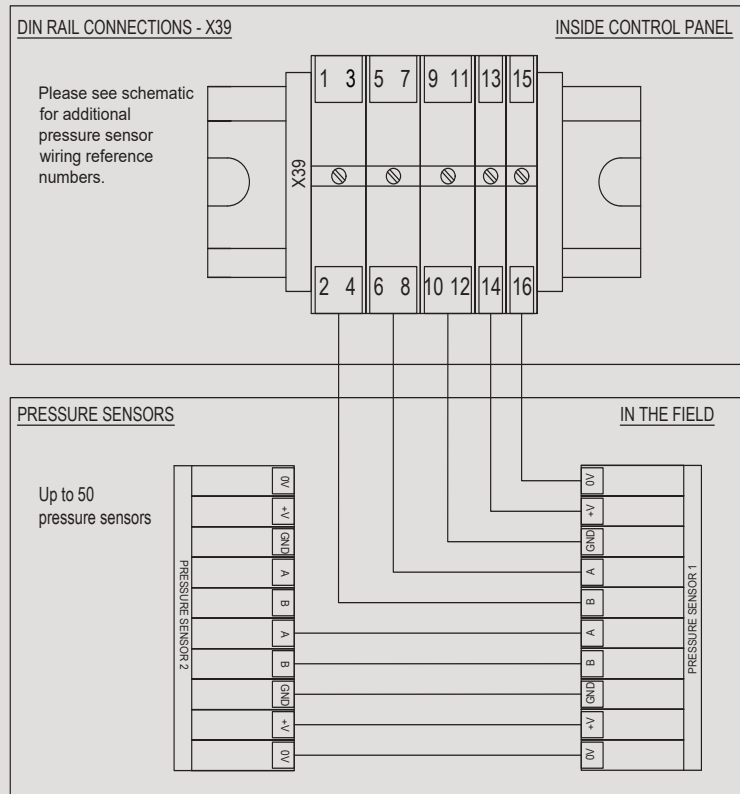 DIN RAIL CONNECTIONS - X39
INSIDE CONTROL PANEL
Please see schematic
for additional
pressure sensor
wiring reference
numbers.
X39
1 3 5 7 9 11 13 15
2 4 6 8 10 12 14 16
PRESSURE SENSORS
IN THE FIELD
Up to 50
pressure sensors
PRESSURE SENSOR 2
0V
+V
GND
A
B
A
B
GND
+V
0V
0V
+V
GND
A
B
A
B
GND
+V
0V
PRESSURE SENSOR 1